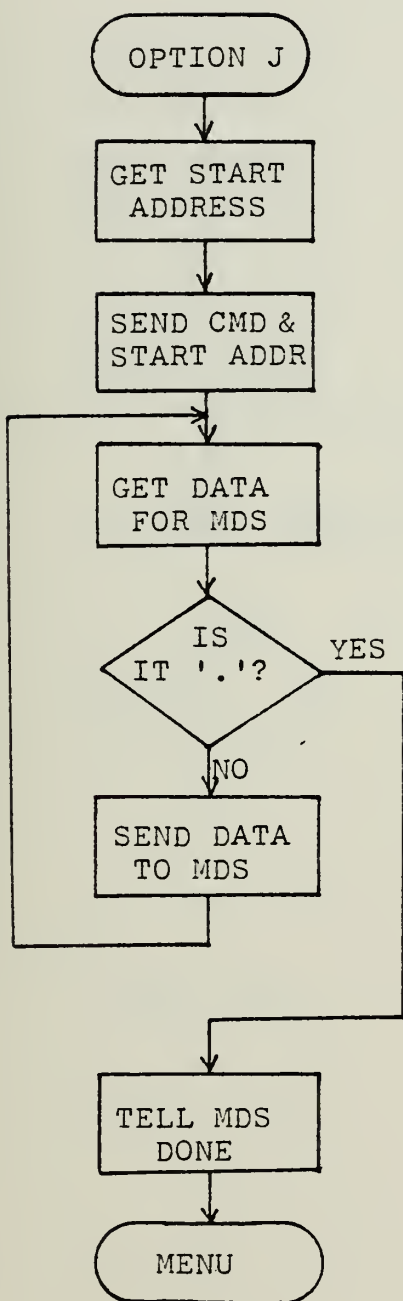 OPTION J
GET START
ADDRESS
SEND CMD &
START ADDR
GET DATA
FOR MDS
IS
IT '.'?
YES
NO
SEND DATA
TO MDS
TELL MDS
DONE
MENU